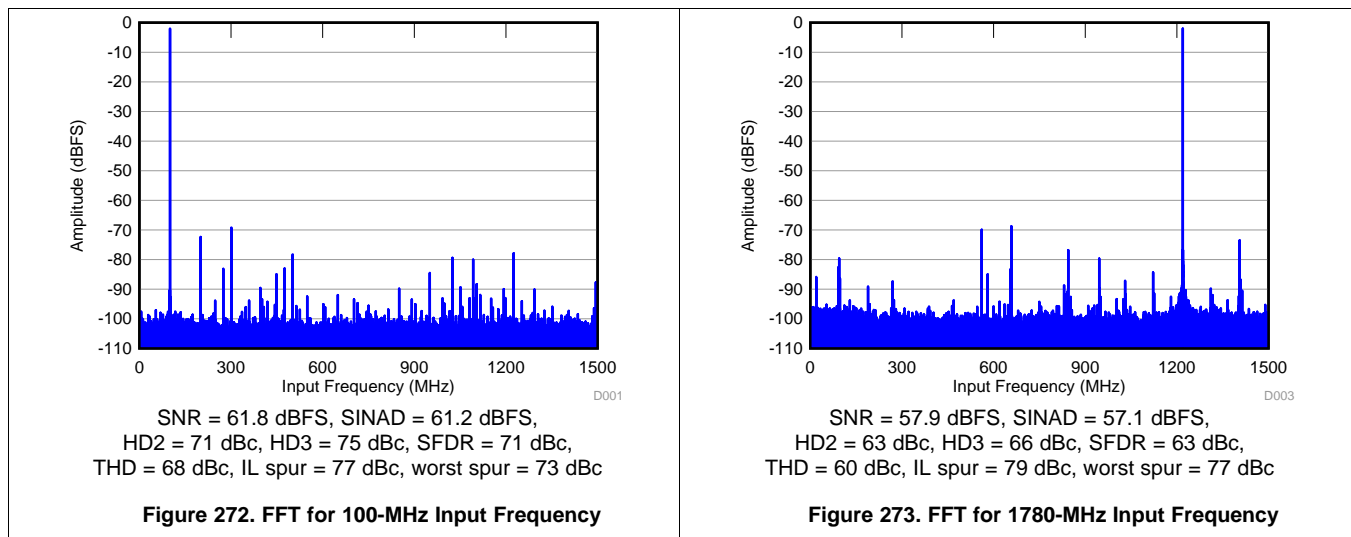 0
-10
-20
-30
-40
-50
-60
-70
-80
-90
-100
-110
Amplitude (dBFS)
0 300 600 900 1200 1500
Input Frequency (MHz)
D001
SNR = 61.8 dBFS, SINAD = 61.2 dBFS,
HD2 = 71 dBc, HD3 = 75 dBc, SFDR = 71 dBc,
THD = 68 dBc, IL spur = 77 dBc, worst spur = 73 dBc
Figure 272. FFT for 100-MHz Input Frequency
0
-10
-20
-30
-40
-50
-60
-70
-80
-90
-100
-110
Amplitude (dBFS)
0 300 600 900 1200 1500
Input Frequency (MHz)
D003
SNR = 57.9 dBFS, SINAD = 57.1 dBFS,
HD2 = 63 dBc, HD3 = 66 dBc, SFDR = 63 dBc,
THD = 60 dBc, IL spur = 79 dBc, worst spur = 77 dBc
Figure 273. FFT for 1780-MHz Input Frequency